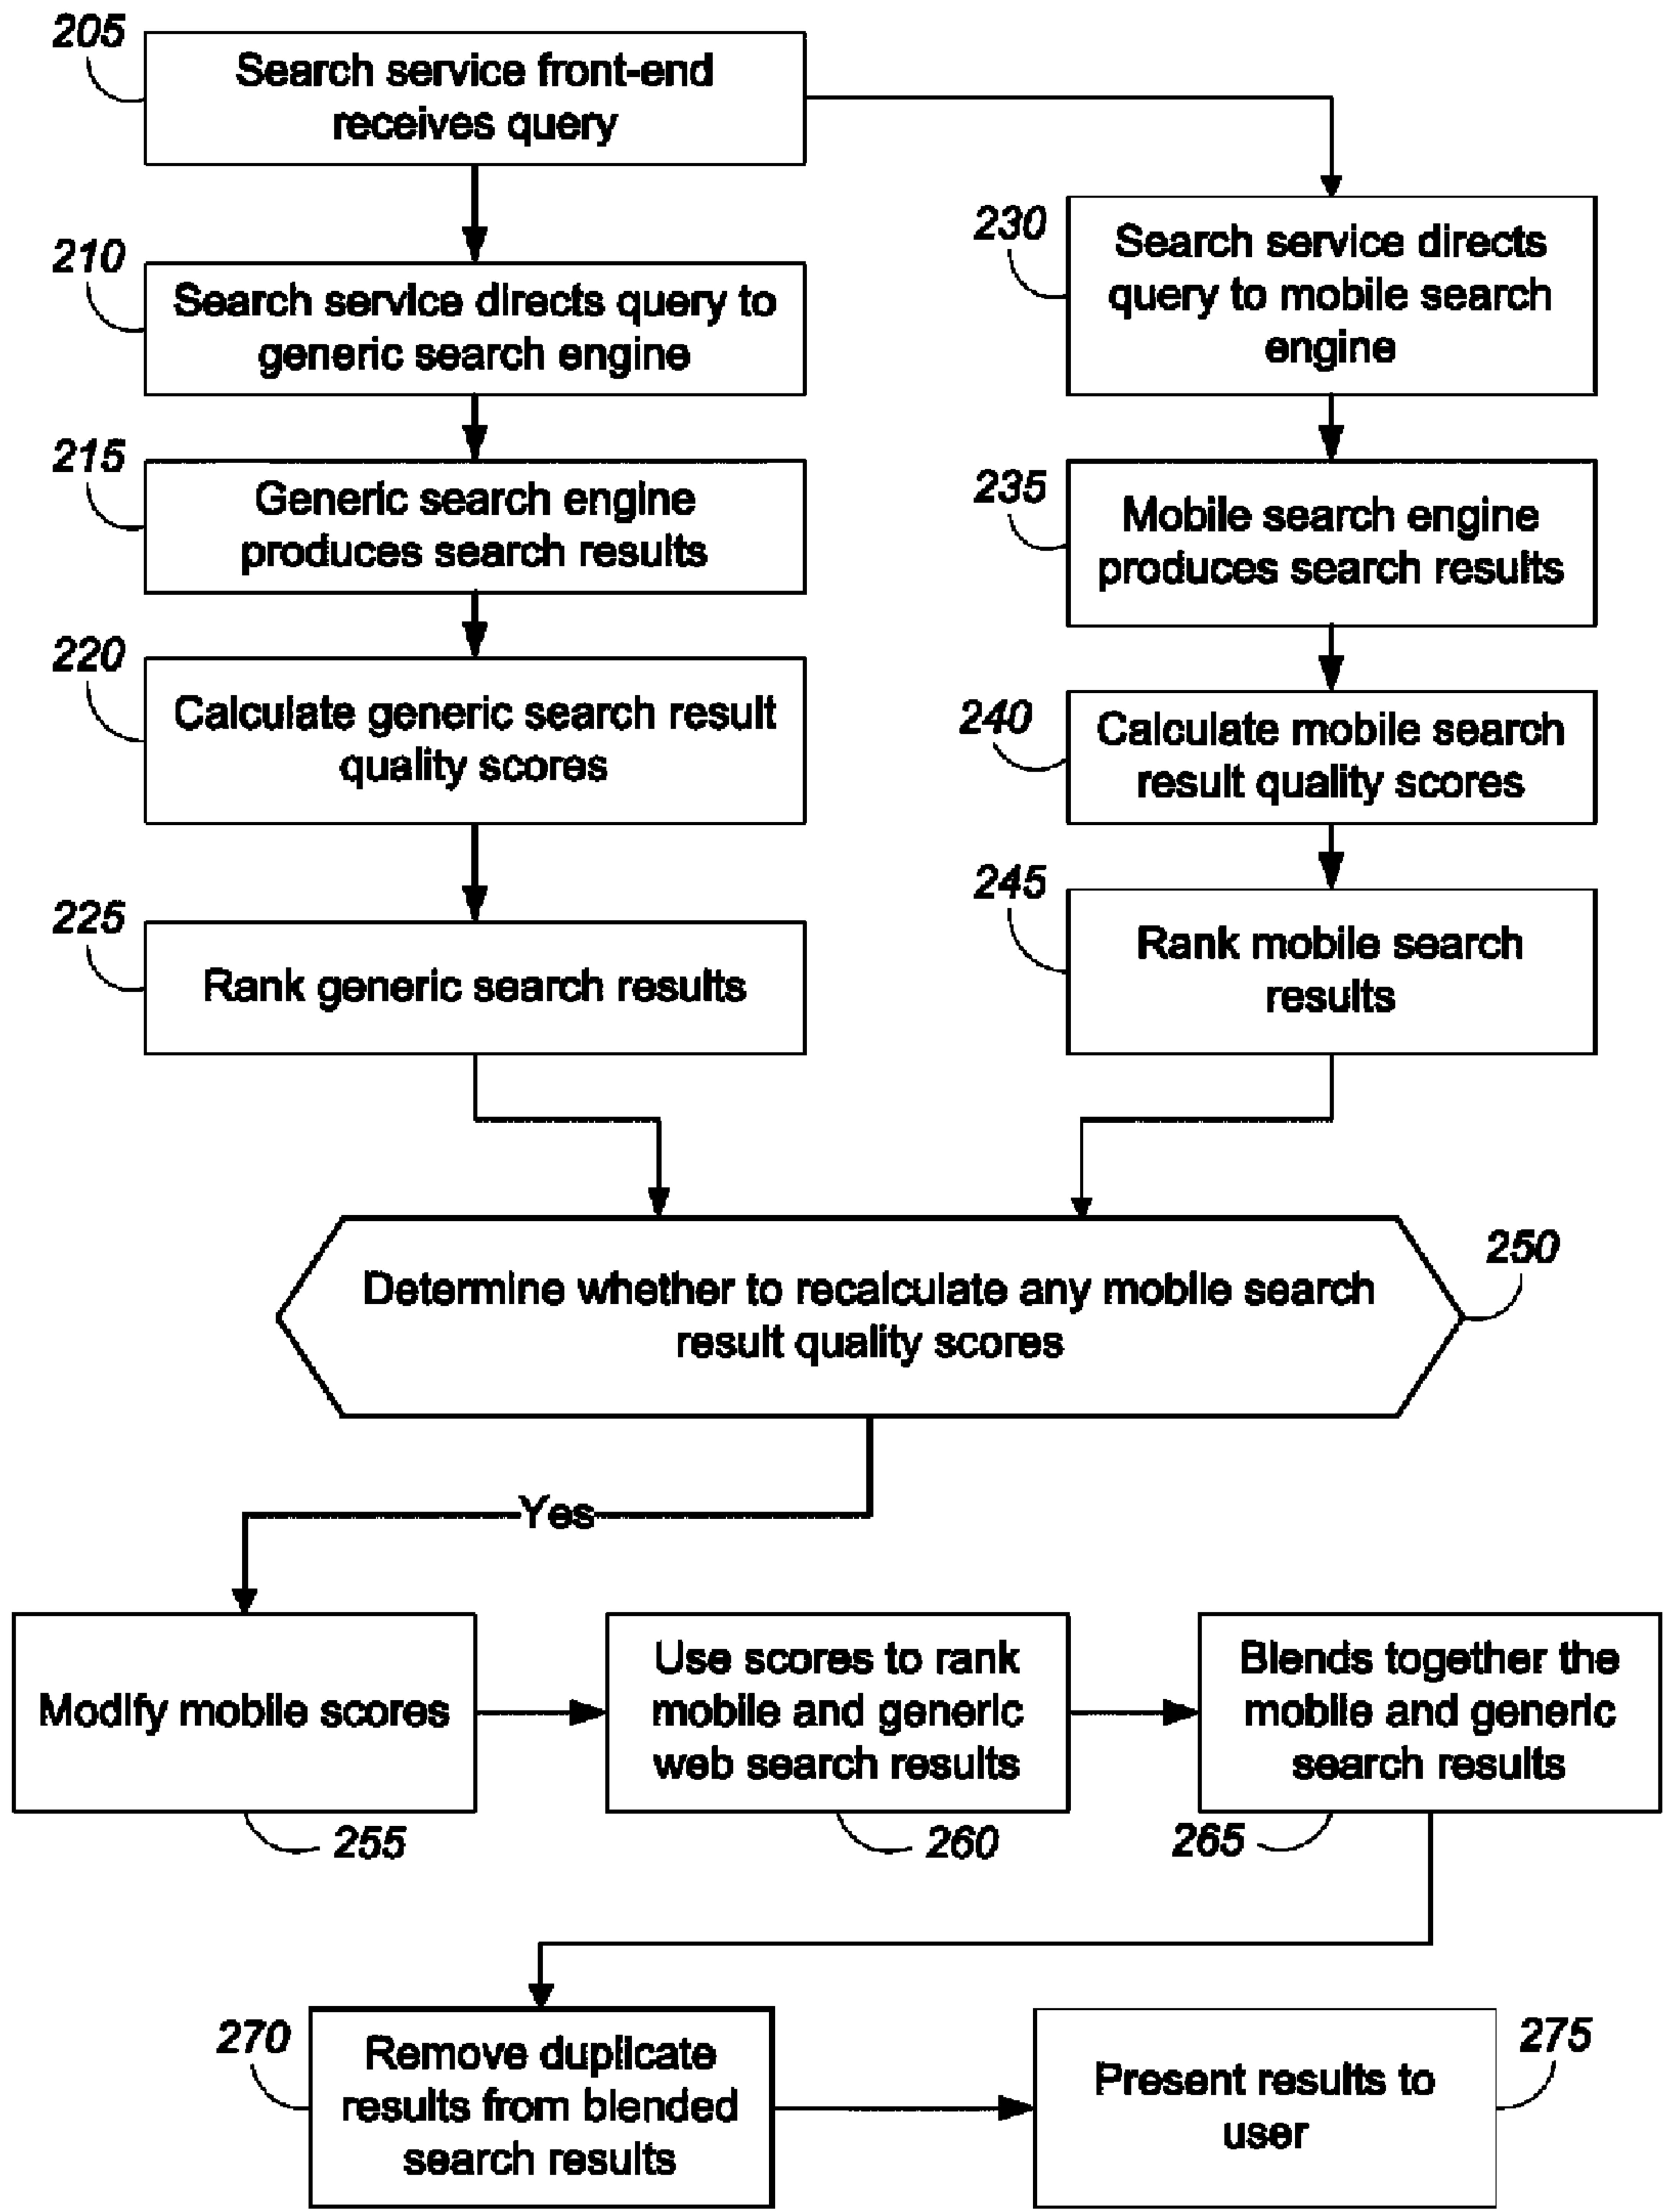 205
Search service front-end
receives query
210
Search service directs query to
generic search engine
215
Generic search engine
produces search results
220
Calculate generic search result
quality scores
225
Rank generic search results
230
Search service directs
query to mobile search
engine
235
Mobile search engine
produces search results
240
Calculate mobile search
result quality scores
245
Rank mobile search
results
250
Determine whether to recalculate any mobile search
result quality scores
Yes
Modify mobile scores
255
Use scores to rank
mobile and generic
web search results
260
Blends together the
mobile and generic
search results
265
270
Remove duplicate
results from blended
search results
275
Present results to
user